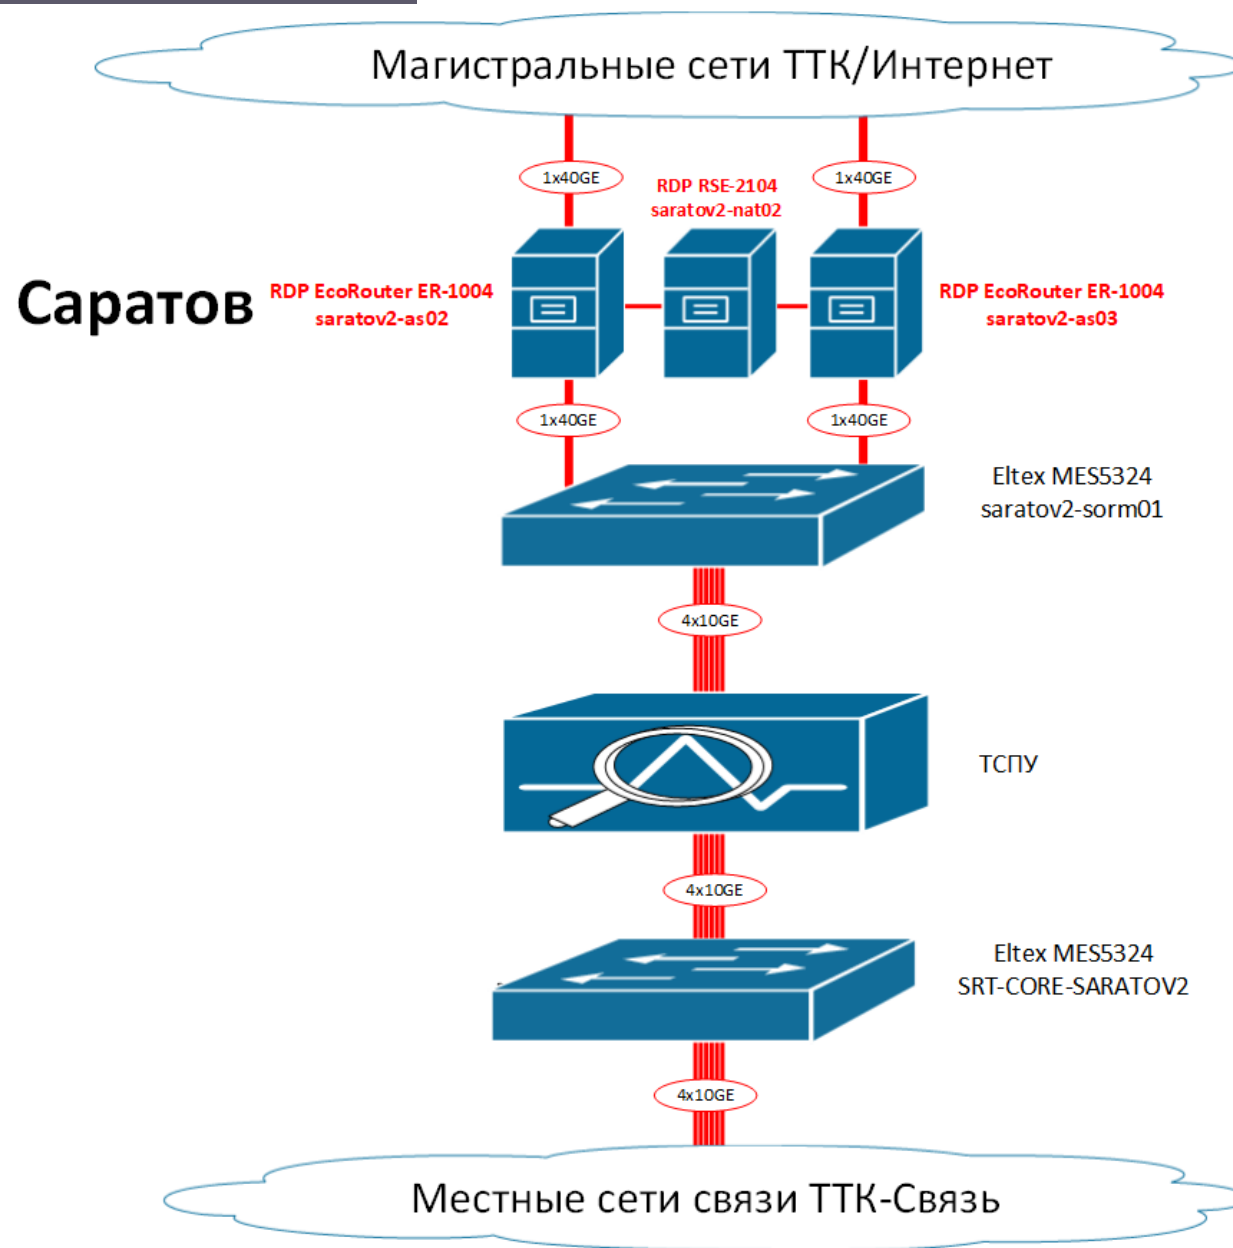 Магистральные сети ТТК/Интернет
1x40GE
1x40GE
RDP RSE-2104
saratov2-nat02
Саратов
RDP EcoRouter ER-1004
saratov2-as02
RDP EcoRouter ER-1004
saratov2-as03
1x40GE
1x40GE
Eltex MES5324
saratov2-sorm01
4x10GE
ТСПУ
4x10GE
Eltex MES5324
SRT-CORE-SARATOV2
4x10GE
Местные сети связи ТТК-Связь